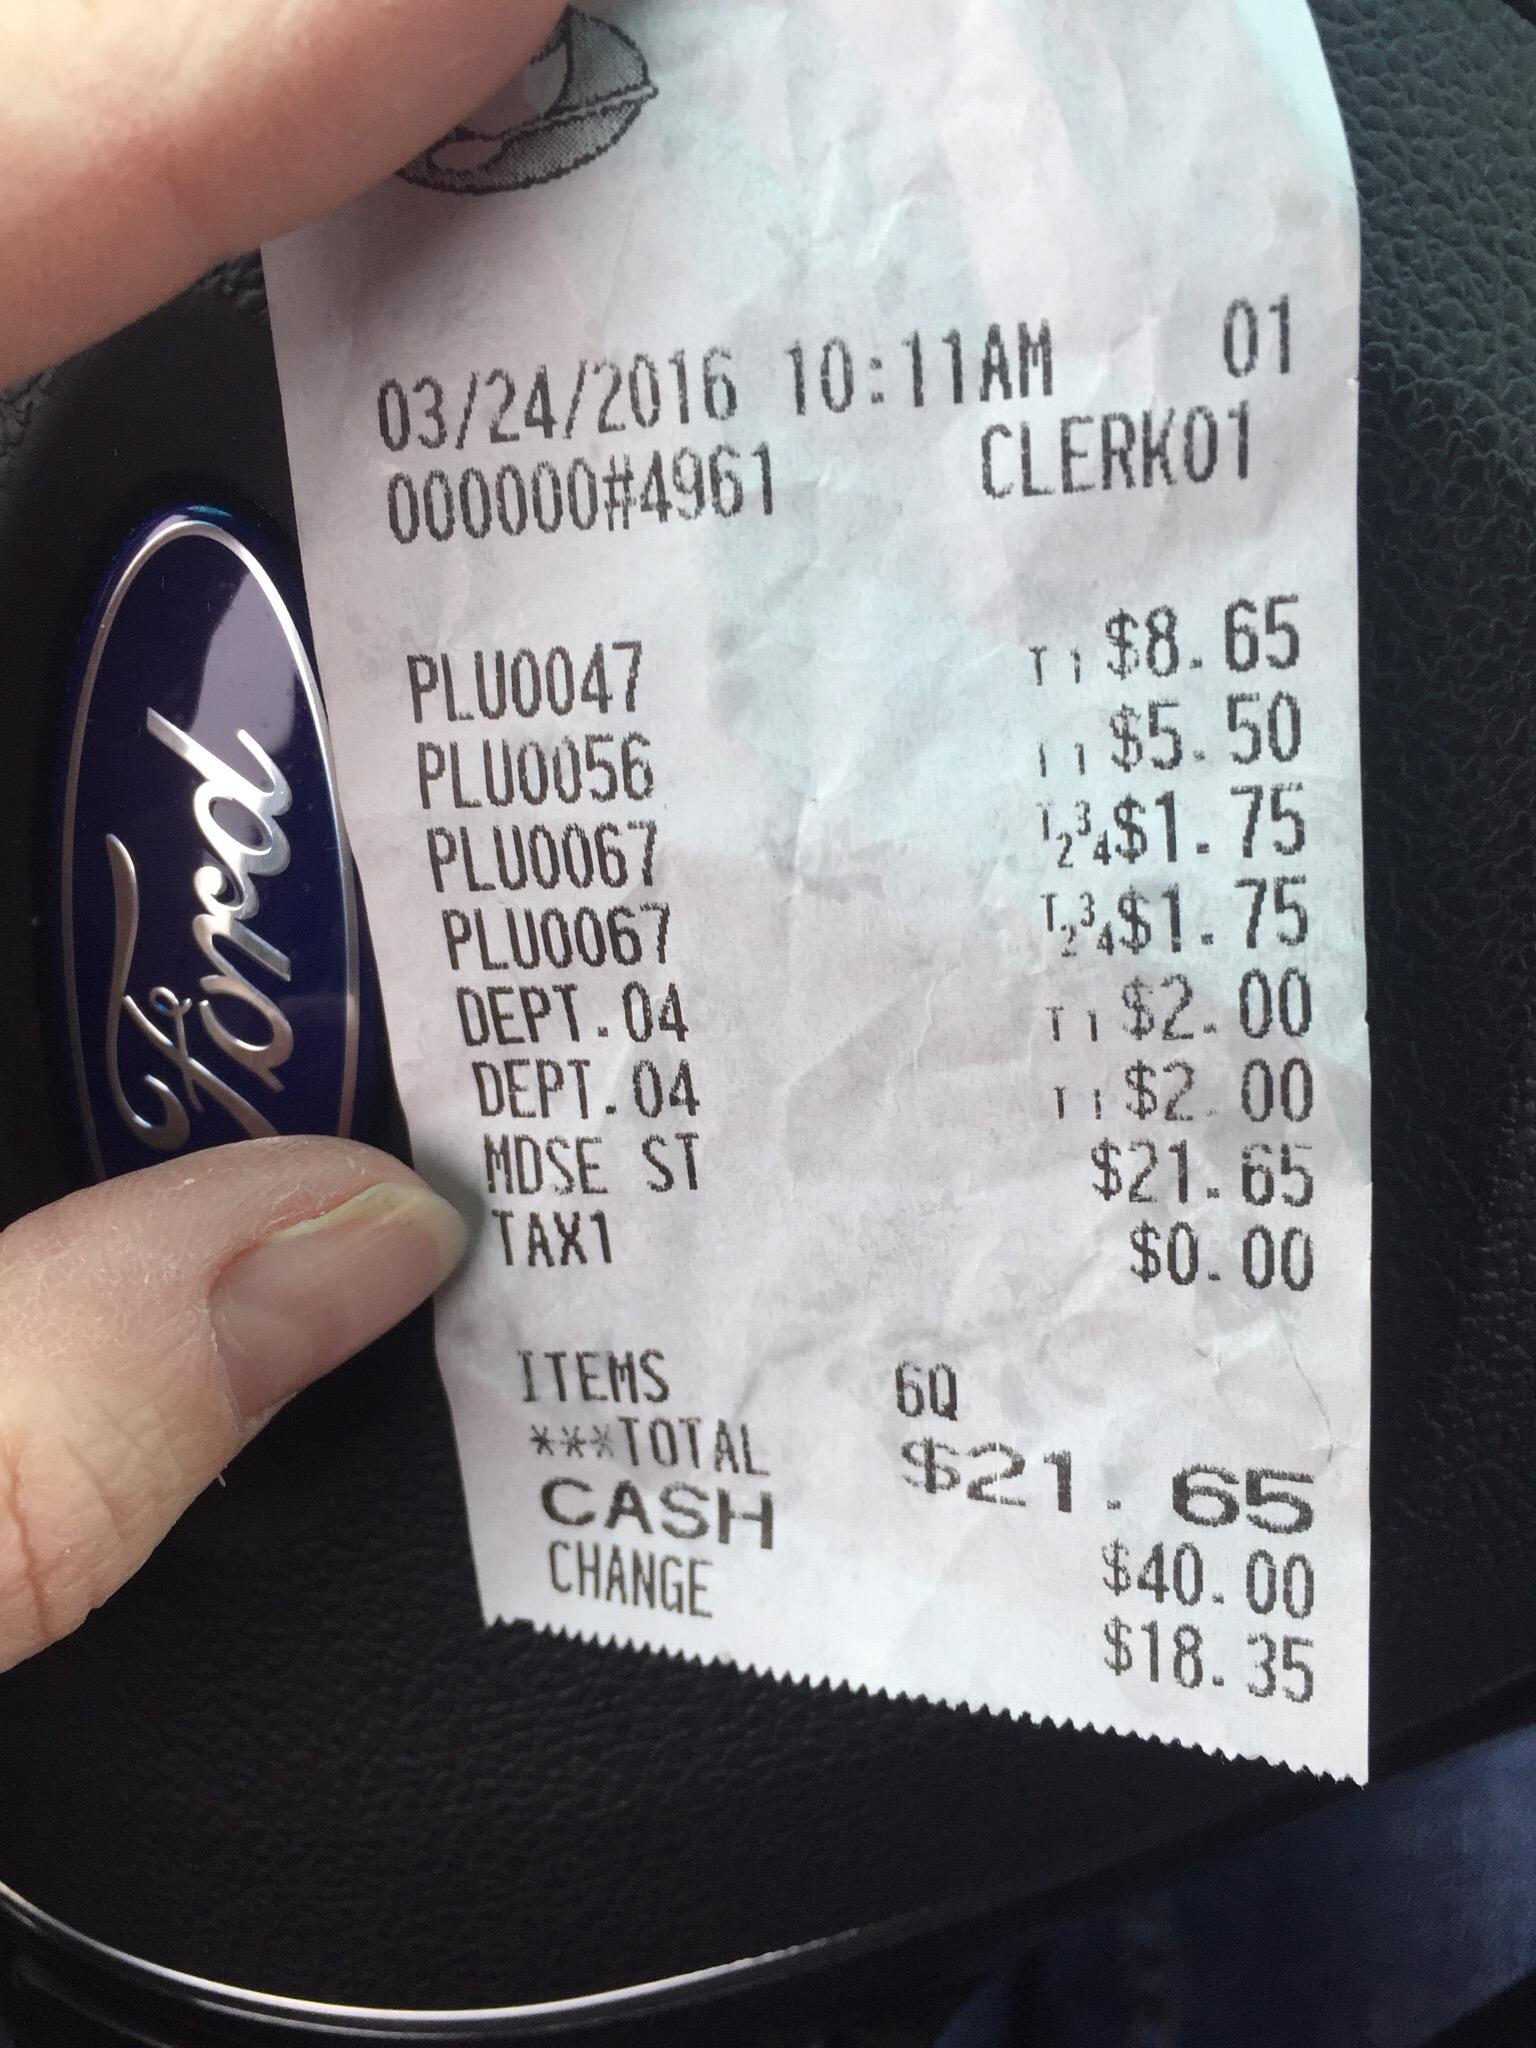 03/24/2016 10:11AM 01
000000#4961 CLERK01
PLU0047 T1 $8.65
PLU0056 T1 $5.50
PLU0067 T234 $1.75
PLU0067 T234 $1.75
DEPT.04 T1 $2.00
DEPT.04 T1 $2.00
MDSE ST $21.65
TAX1 $0.00
ITEMS 6Q
***TOTAL $21.65
CASH $40.00
CHANGE $18.35
Ford